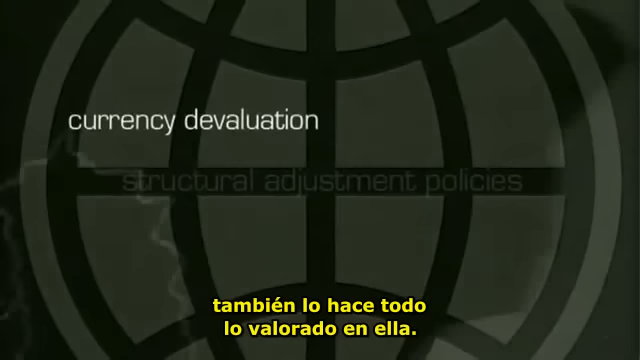 currency devaluation
structural adjustment policies
también lo hace todo
lo valorado en ella.